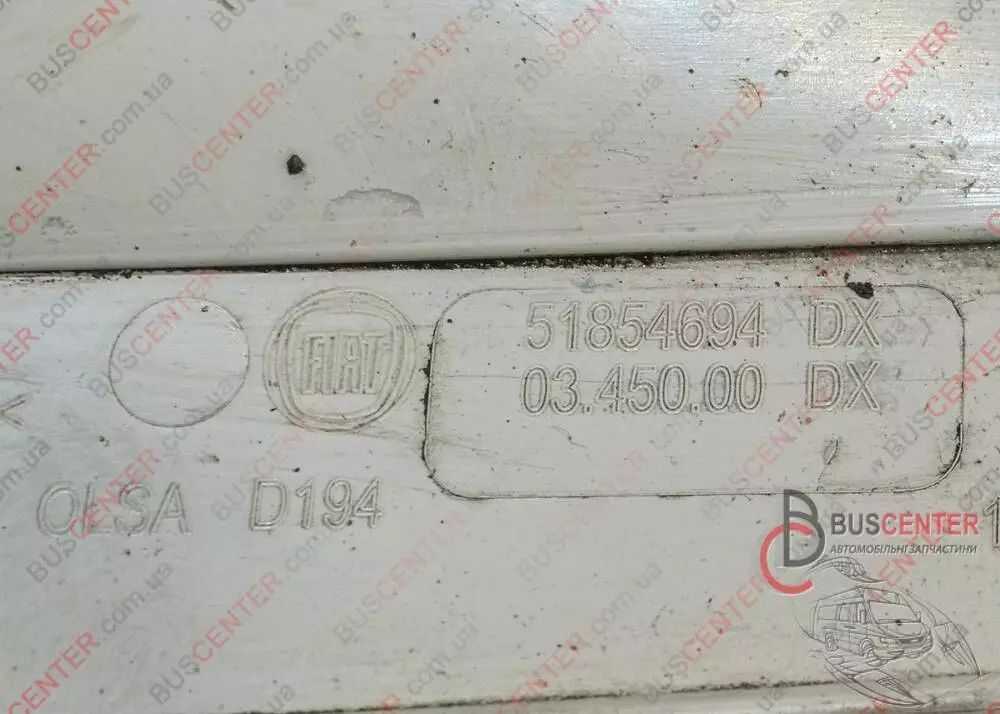 FIAT
51854694 DX
03.450.00 DX
OLSA D194
BUSCENTER
АВТОМОБІЛЬНІ ЗАПЧАСТИНИ
BUSCENTER.com.ua